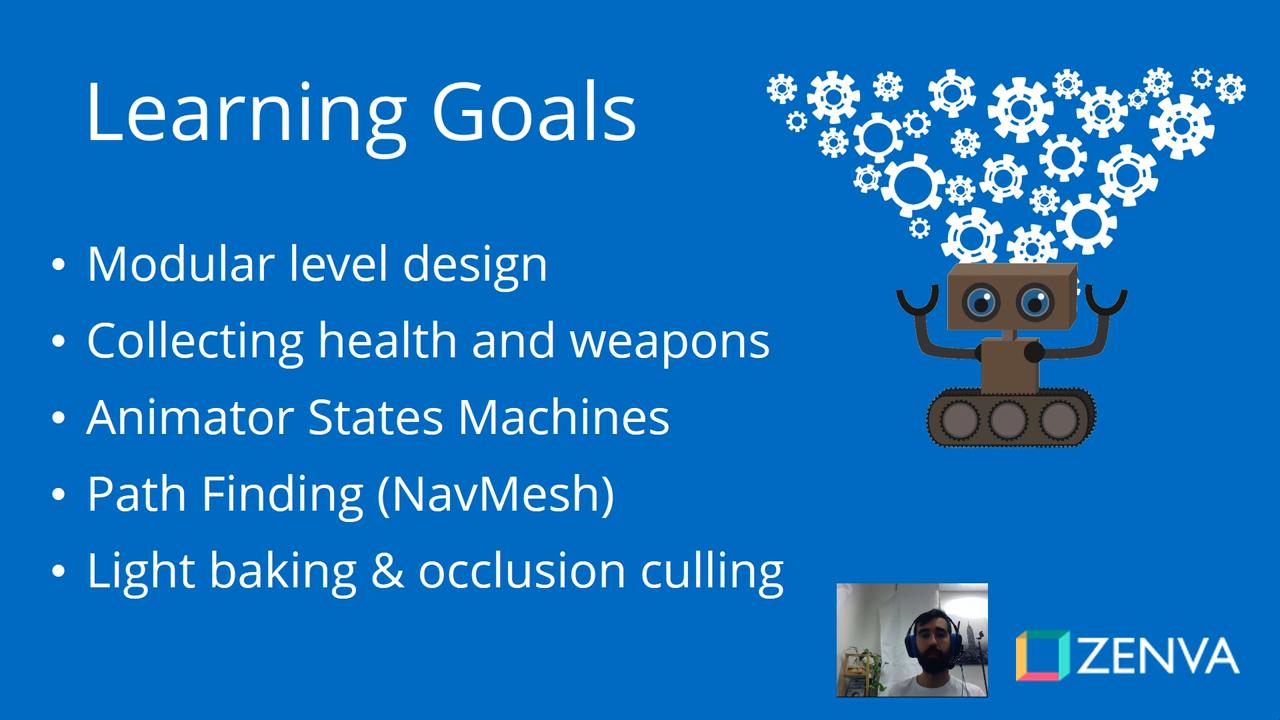 Learning Goals
• Modular level design
• Collecting health and weapons
• Animator States Machines
• Path Finding (NavMesh)
• Light baking & occlusion culling
ZENVA